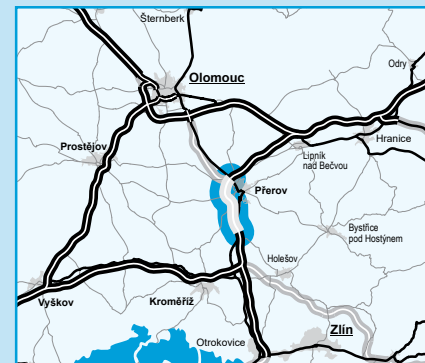 Šternberk
Odry
Olomouc
Hranice
Prostějov
Lipník
nad Bečvou
Přerov
Bystřice
pod Hostýnem
Holešov
Vyškov
Kroměříž
Zlín
Otrokovice